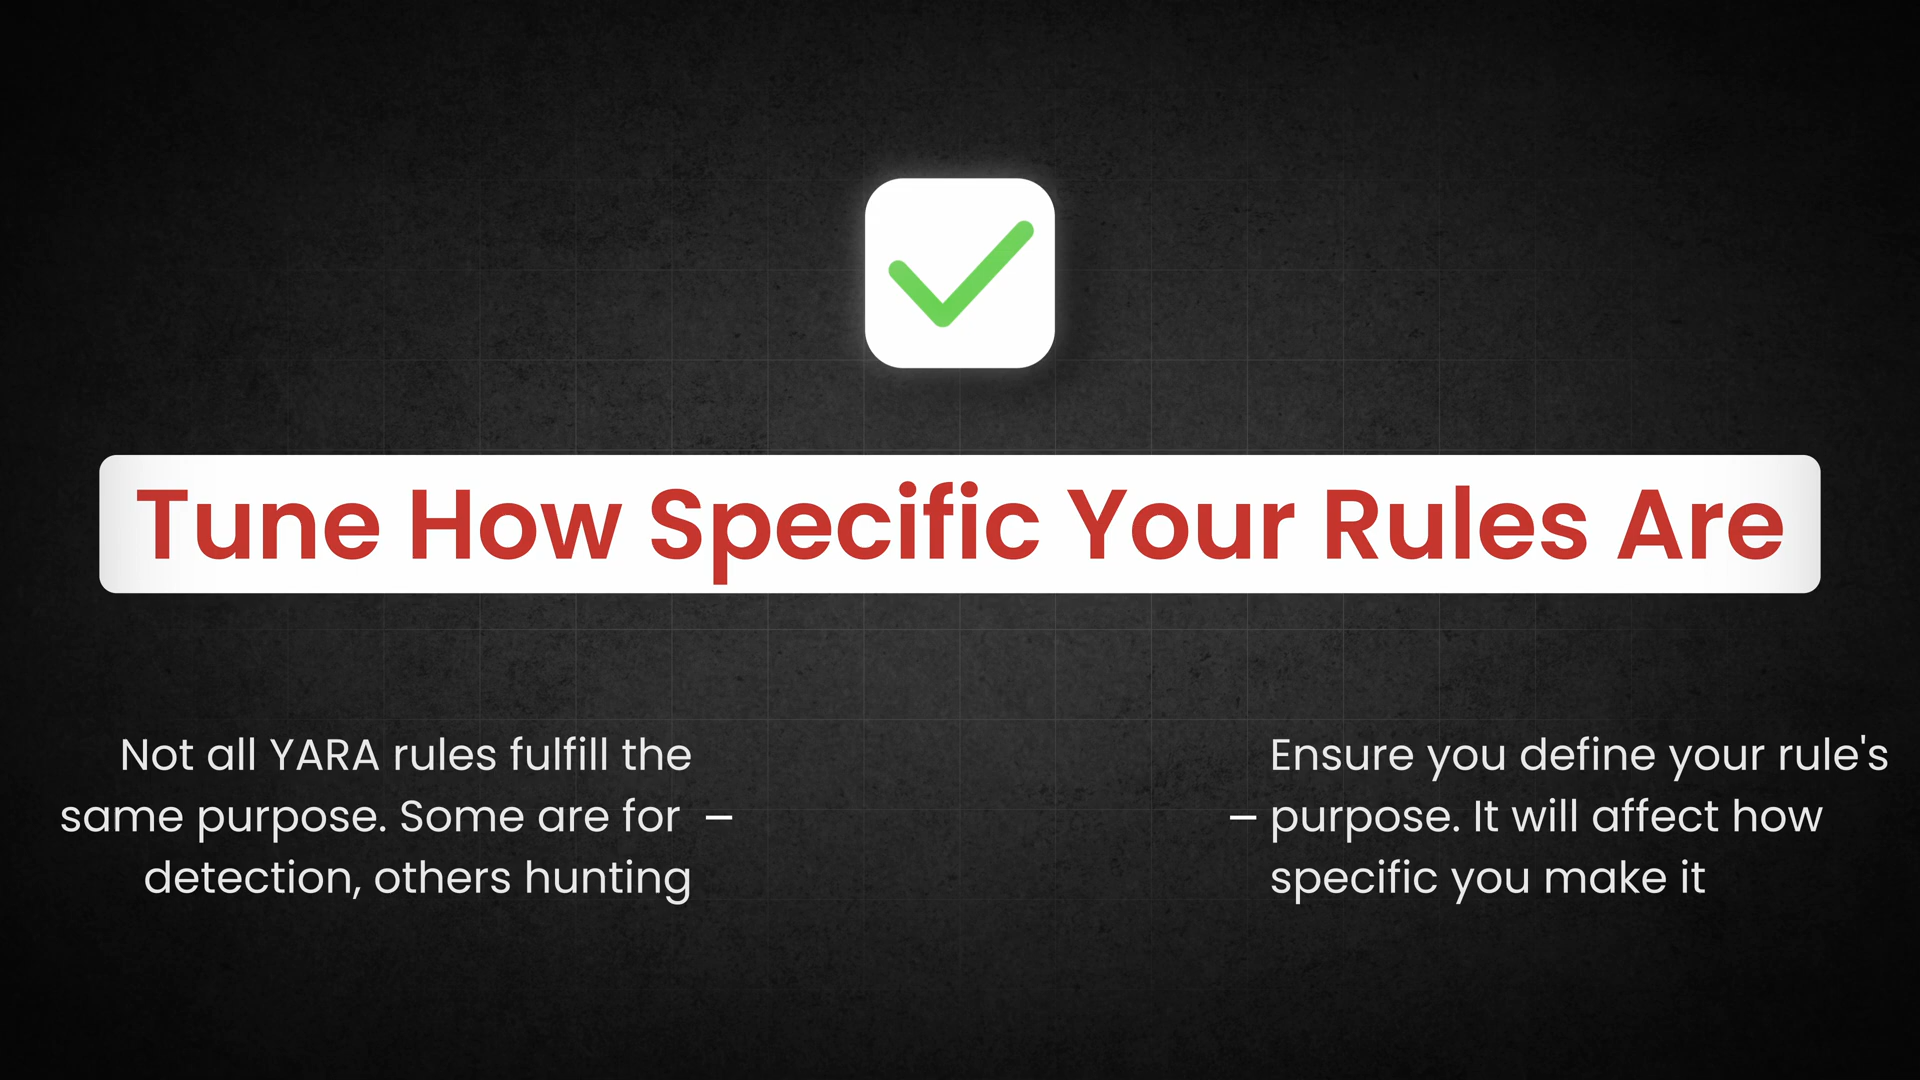 Tune How Specific Your Rules Are
Not all YARA rules fulfill the
same purpose. Some are for –
detection, others hunting
Ensure you define your rule's
– purpose. It will affect how
specific you make it